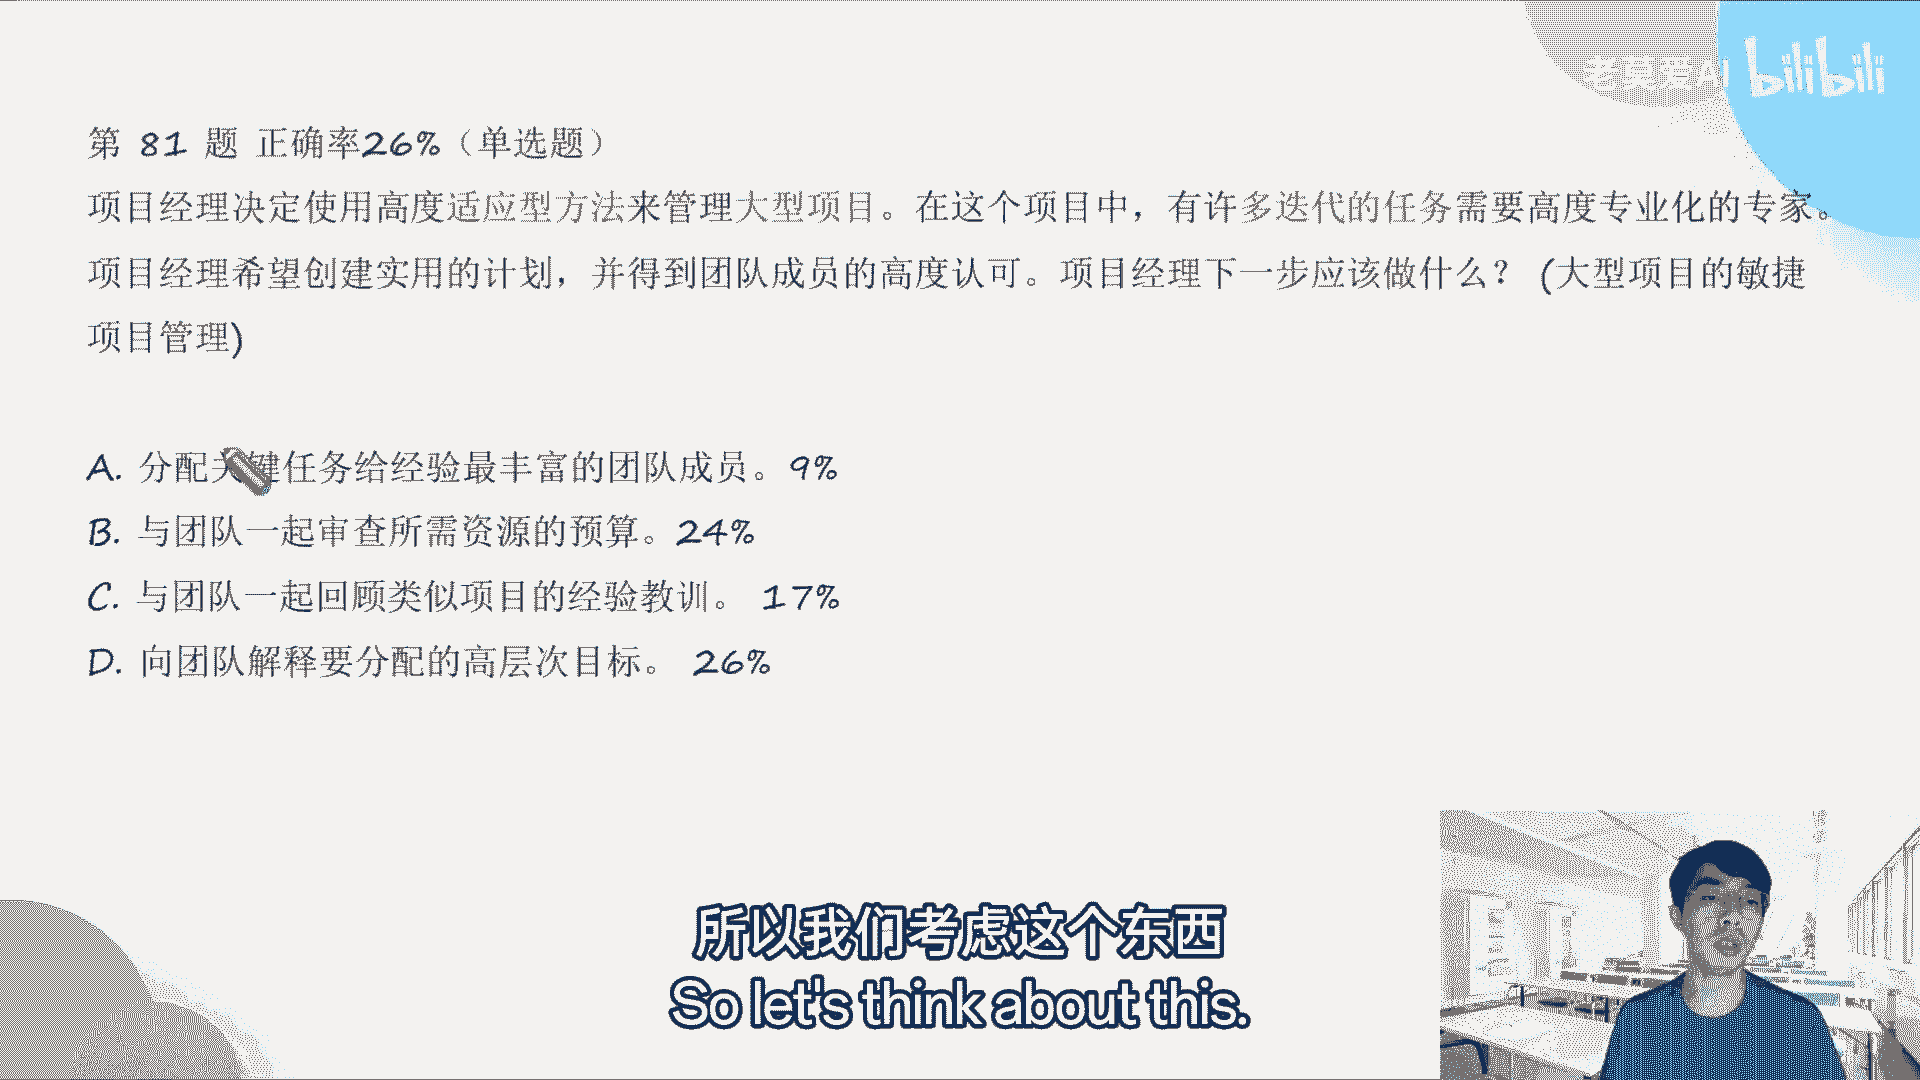 老莫爱AI bilibili
第 81 题 正确率26%（单选题）
项目经理决定使用高度适应型方法来管理大型项目。在这个项目中，有许多迭代的任务需要高度专业化的专家。
项目经理希望创建实用的计划，并得到团队成员的高度认可。项目经理下一步应该做什么？ (大型项目的敏捷
项目管理)
A. 分配关键任务给经验最丰富的团队成员。9%
B. 与团队一起审查所需资源的预算。24%
C. 与团队一起回顾类似项目的经验教训。 17%
D. 向团队解释要分配的高层次目标。 26%
所以我们考虑这个东西
So let's think about this.